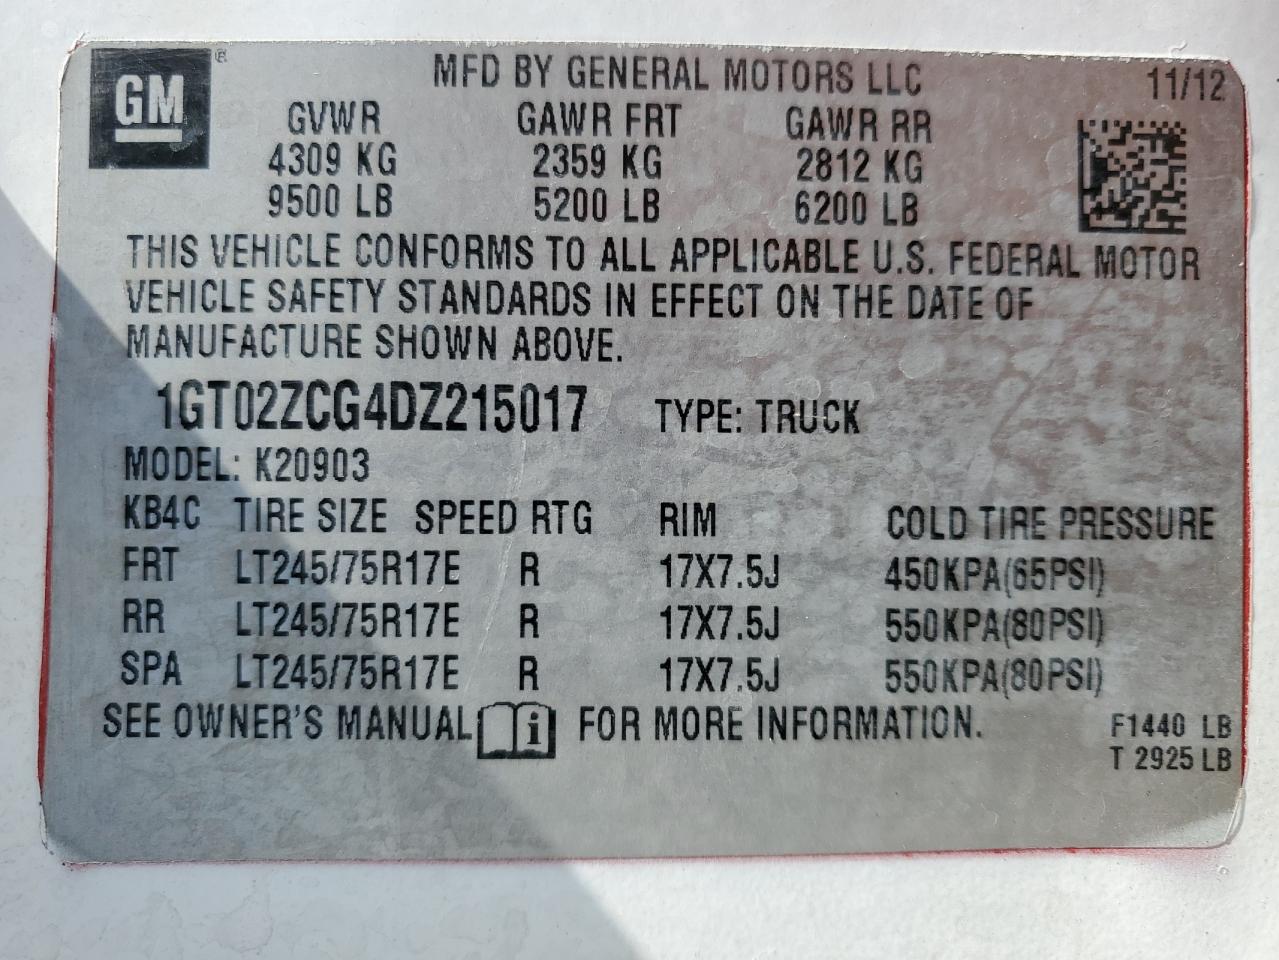 GM ® MFD BY GENERAL MOTORS LLC 11/12
GVWR GAWR FRT GAWR RR
4309 KG 2359 KG 2812 KG
9500 LB 5200 LB 6200 LB
THIS VEHICLE CONFORMS TO ALL APPLICABLE U.S. FEDERAL MOTOR
VEHICLE SAFETY STANDARDS IN EFFECT ON THE DATE OF
MANUFACTURE SHOWN ABOVE.
1GT02ZCG4DZ215017 TYPE: TRUCK
MODEL: K20903
KB4C TIRE SIZE SPEED RTG RIM COLD TIRE PRESSURE
FRT LT245/75R17E R 17X7.5J 450KPA(65PSI)
RR LT245/75R17E R 17X7.5J 550KPA(80PSI)
SPA LT245/75R17E R 17X7.5J 550KPA(80PSI)
SEE OWNER'S MANUAL i FOR MORE INFORMATION. F1440 LB
T 2925 LB